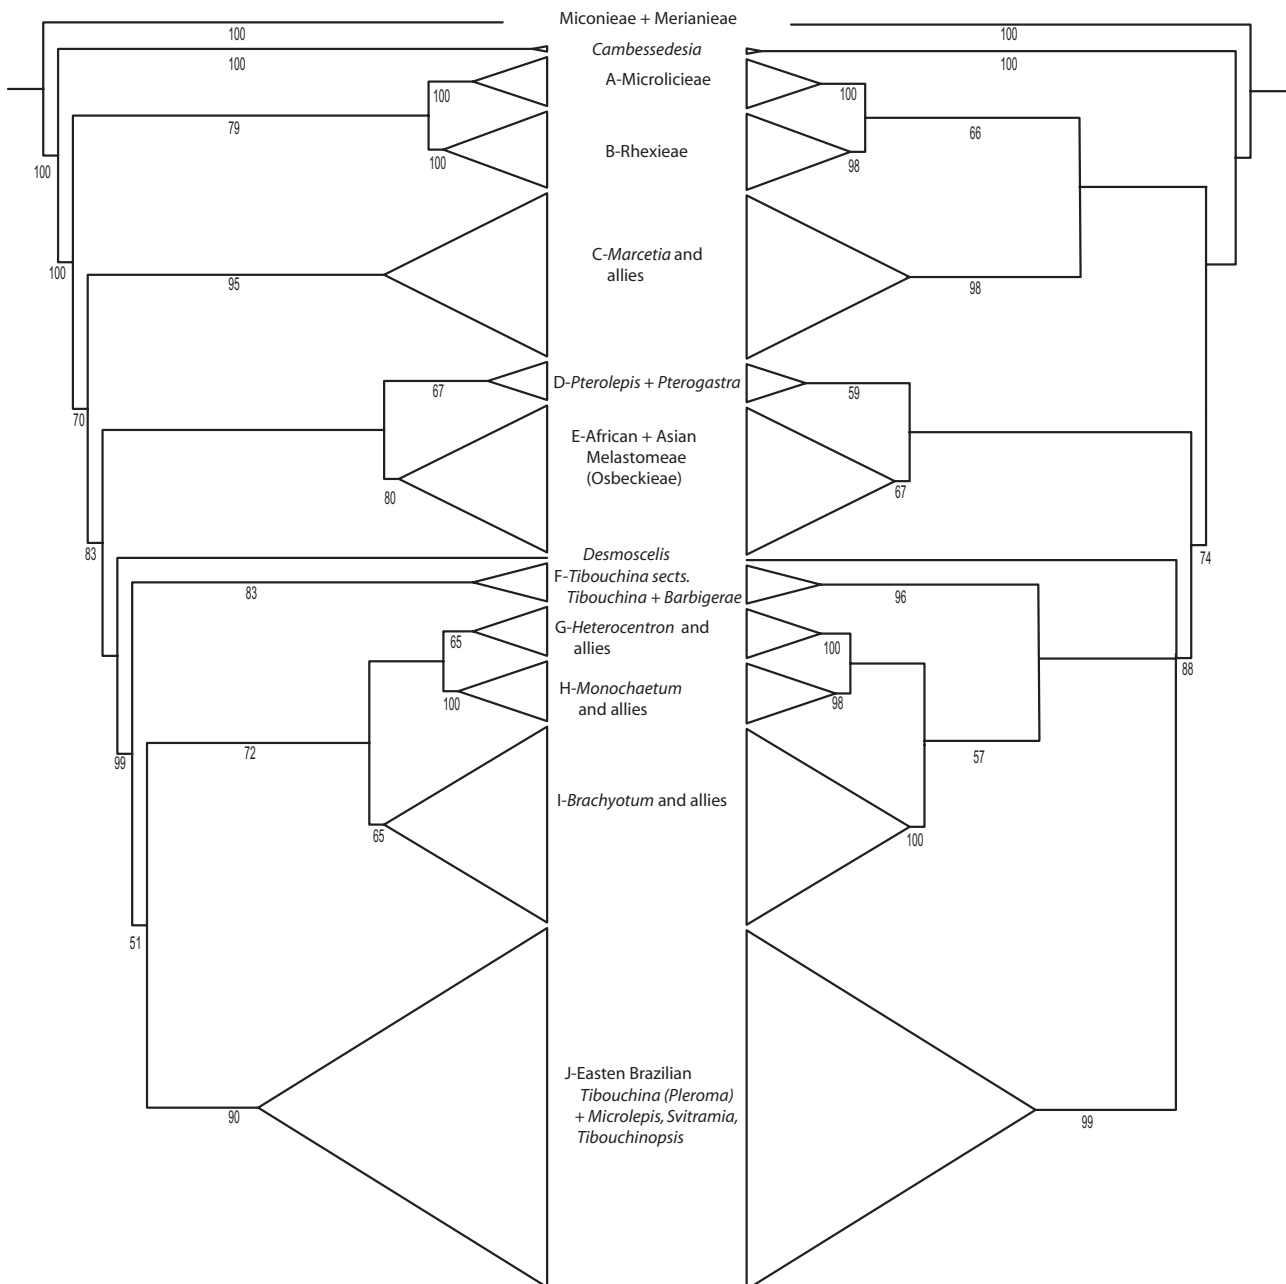 Miconieae + Merianieae
100
100
Cambessedesia
100
100
A-Microlicieae
100
100
79
66
B-Rhexieae
100
98
100
C-Marcetia and
allies
100
95
98
D-Pterolepis + Pterogastra
67
59
70
E-African + Asian
Melastomeae
(Osbeckieae)
80
67
Desmoscelis
83
74
F-Tibouchina sects.
Tibouchina + Barbigerae
83
96
G-Heterocentron and
allies
65
100
88
H-Monochaetum
and allies
100
98
99
72
57
I-Brachyotum and allies
65
100
51
J-Easten Brazilian
Tibouchina (Pleroma)
+ Microlepis, Svitramia,
Tibouchinopsis
90
99